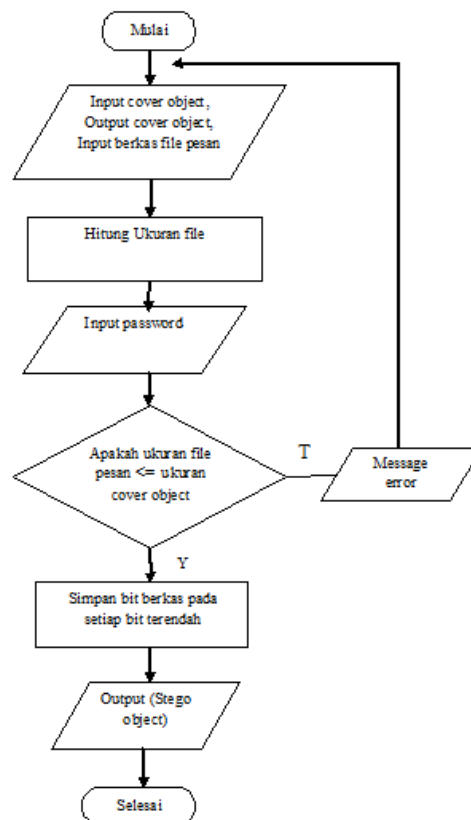 Mulai
Input cover object,
Output cover object,
Input berkas file pesan
Hitung Ukuran file
Input password
Apakah ukuran file
pesan <= ukuran
cover object
T
Message
error
Y
Simpan bit berkas pada
setiap bit terendah
Output (Stego
object)
Selesai